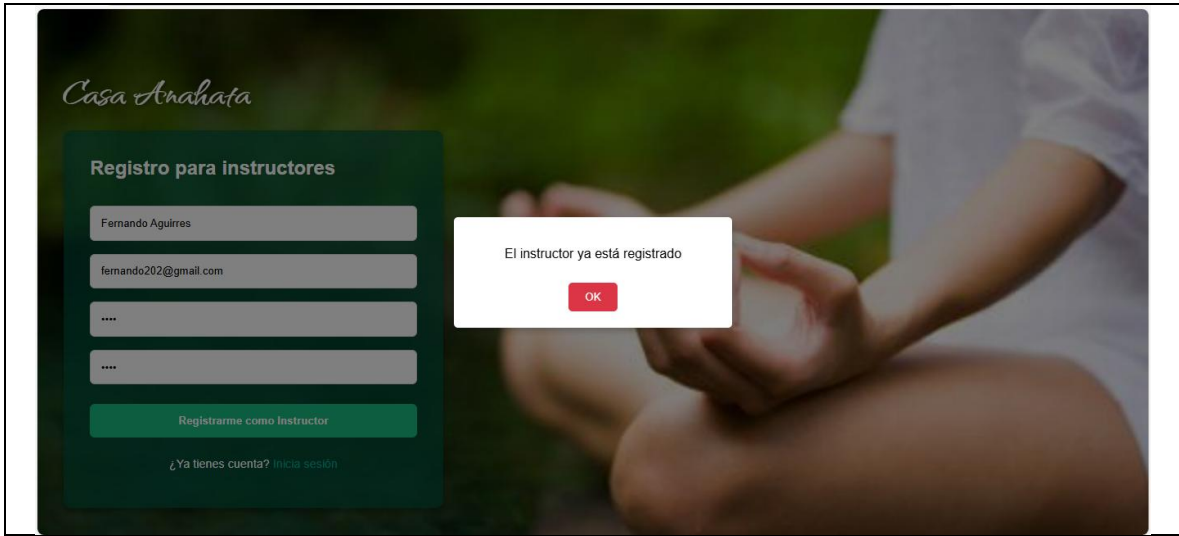 Casa Anahata
Registro para instructores
Fernando Aguirres
fernando202@gmail.com
••••
••••
Registrarme como Instructor
¿Ya tienes cuenta? Inicia sesión
El instructor ya está registrado
OK